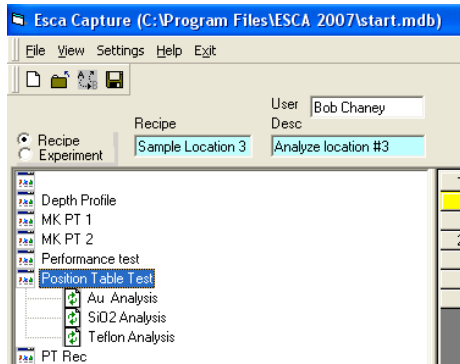 Esca Capture (C:\Program Files\ESCA 2007\start.mdb)
File View Settings Help Exit
User Bob Chaney
Recipe Desc
Recipe
Experiment
Sample Location 3 Analyze location #3
Depth Profile
MK PT 1
MK PT 2
Performance test
Position Table Test
Au Analysis
SiO2 Analysis
Teflon Analysis
PT Rec